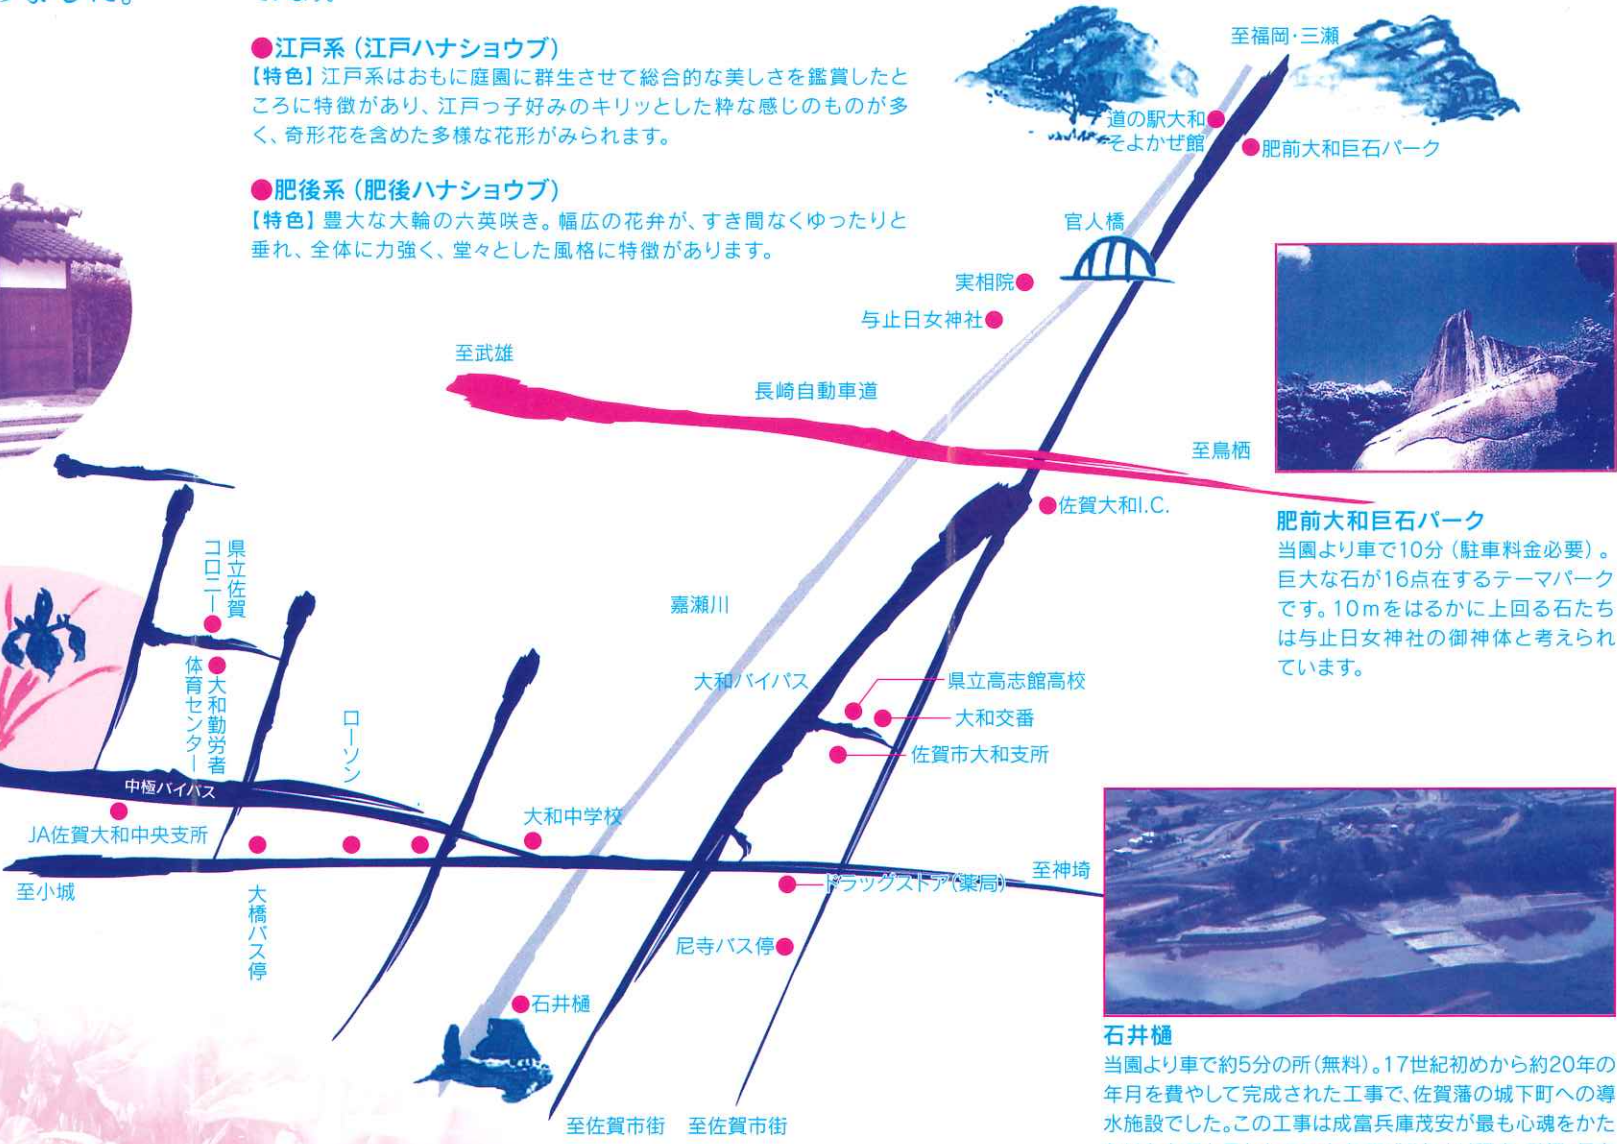 ●江戸系（江戸ハナショウブ）
【特色】江戸系はおもに庭園に群生させて総合的な美しさを鑑賞したと
ころに特徴があり、江戸っ子好みのキリッとした粋な感じのものが多
く、奇形花を含めた多様な花形がみられます。
●肥後系（肥後ハナショウブ）
【特色】豊大な大輪の六英咲き。幅広の花弁が、すき間なくゆったりと
垂れ、全体に力強く、堂々とした風格に特徴があります。
至福岡・三瀬
道の駅大和
そよかぜ館
肥前大和巨石パーク
官人橋
実相院
与止日女神社
至武雄
長崎自動車道
至鳥栖
佐賀大和I.C.
肥前大和巨石パーク
当園より車で10分（駐車料金必要）。
巨大な石が16点在するテーマパーク
です。10mをはるかに上回る石たち
は与止日女神社の御神体と考えられ
ています。
県立佐賀
コロニー
嘉瀬川
大和勤労者
体育センター
大和バイパス
県立高志館高校
大和交番
佐賀市大和支所
ローソン
中極バイパス
JA佐賀大和中央支所
大和中学校
至小城
大橋バス停
至神埼
ドラッグストア（薬局）
尼寺バス停
石井樋
至佐賀市街
至佐賀市街
石井樋
当園より車で約5分の所（無料）。17世紀初めから約20年の
年月を費やして完成された工事で、佐賀藩の城下町への導
水施設でした。この工事は成富兵庫茂安が最も心魂をかた